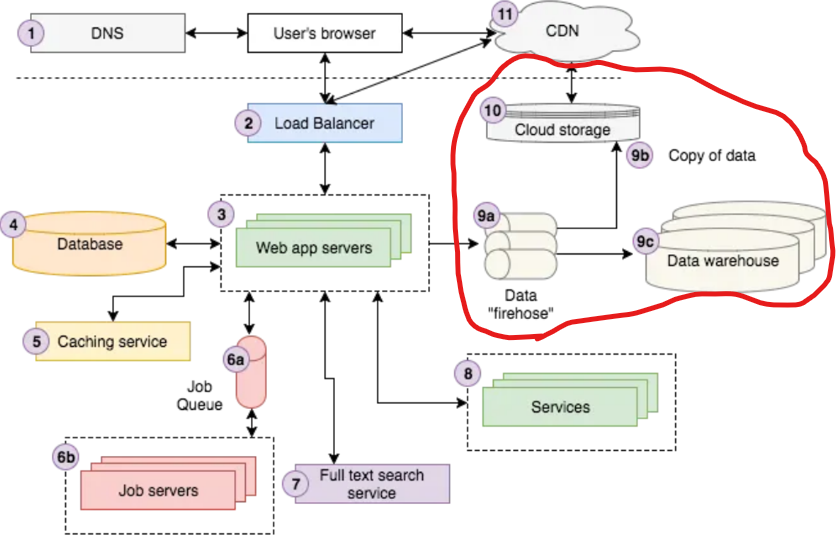 1
DNS
User's browser
11
CDN
2
Load Balancer
10
Cloud storage
9b
Copy of data
3
Web app servers
4
Database
9a
Data
"firehose"
9c
Data warehouse
5
Caching service
6a
Job
Queue
8
Services
6b
Job servers
7
Full text search
service